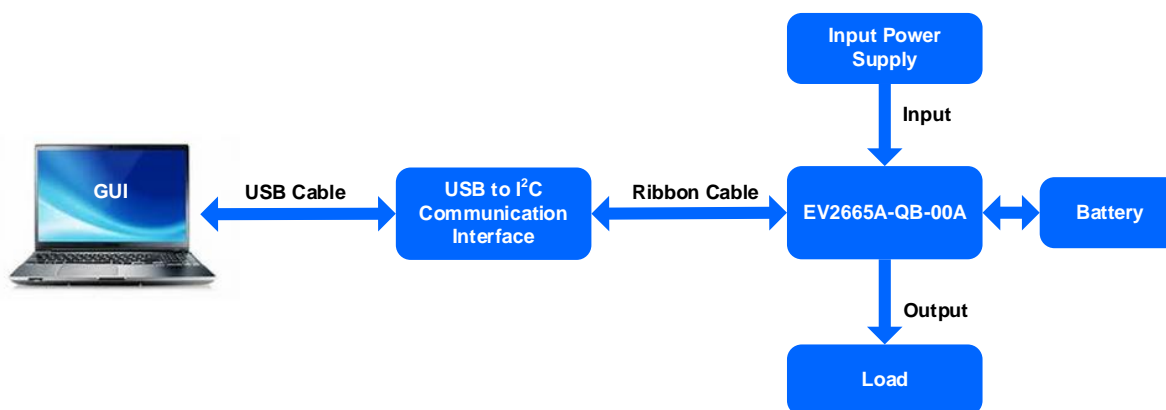 Input Power
Supply
Input
GUI
USB Cable
USB to I²C
Communication
Interface
Ribbon Cable
EV2665A-QB-00A
Battery
Output
Load